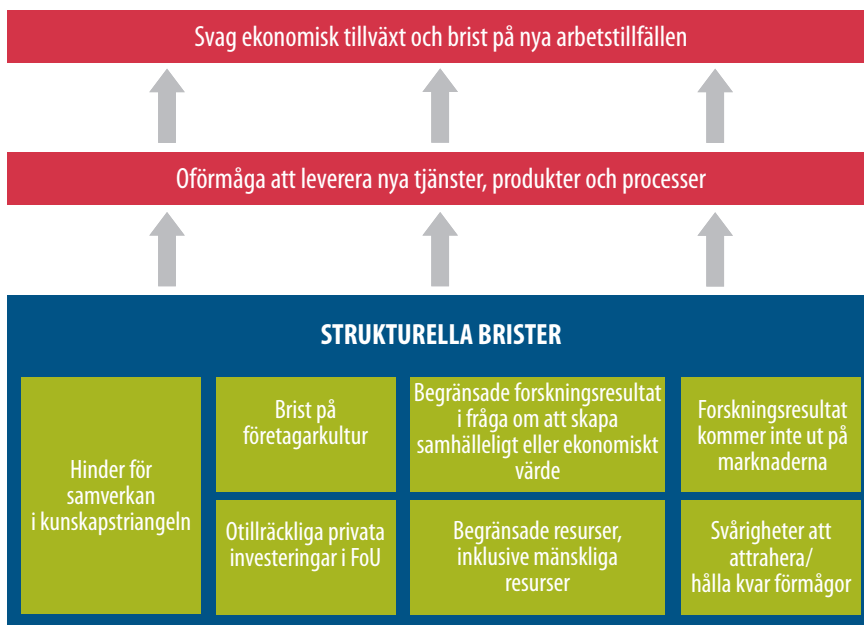 Svag ekonomisk tillväxt och brist på nya arbetstillfällen
Oförmåga att leverera nya tjänster, produkter och processer
STRUKTURELLA BRISTER
Hinder för
samverkan
i kunskapstriangeln
Brist på
företagarkultur
Otillräckliga privata
investeringar i FoU
Begränsade forskningsresultat
i fråga om att skapa
samhälleligt eller ekonomiskt
värde
Begränsade resurser,
inklusive mänskliga
resurser
Forskningsresultat
kommer inte ut på
marknaderna
Svårigheter att
attrahera/
hålla kvar förmågor